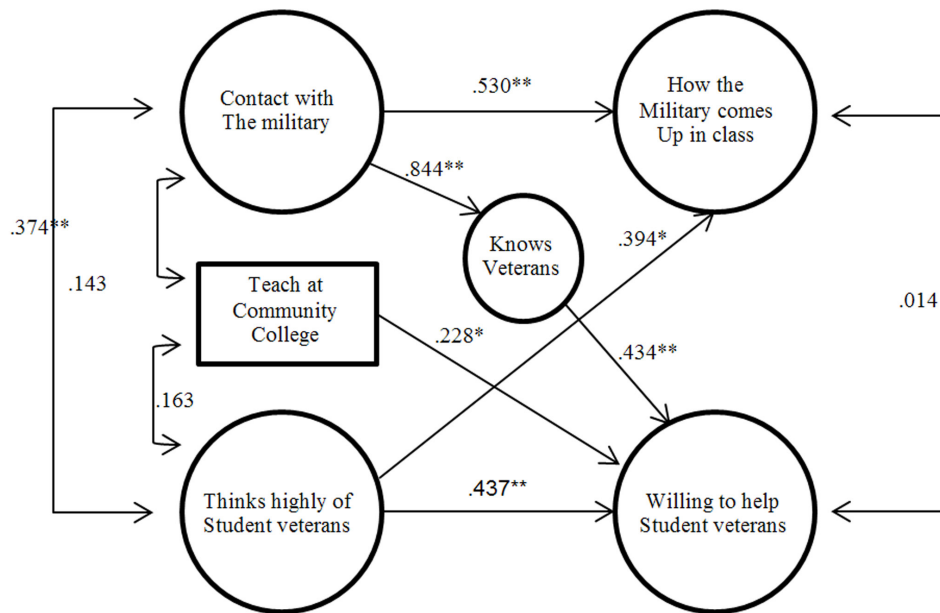 Contact with
The military
.530**
How the
Military comes
Up in class
.844**
.374**
.143
Knows
Veterans
.394*
Teach at
Community
College
.228*
.434**
.014
.163
Thinks highly of
Student veterans
.437**
Willing to help
Student veterans